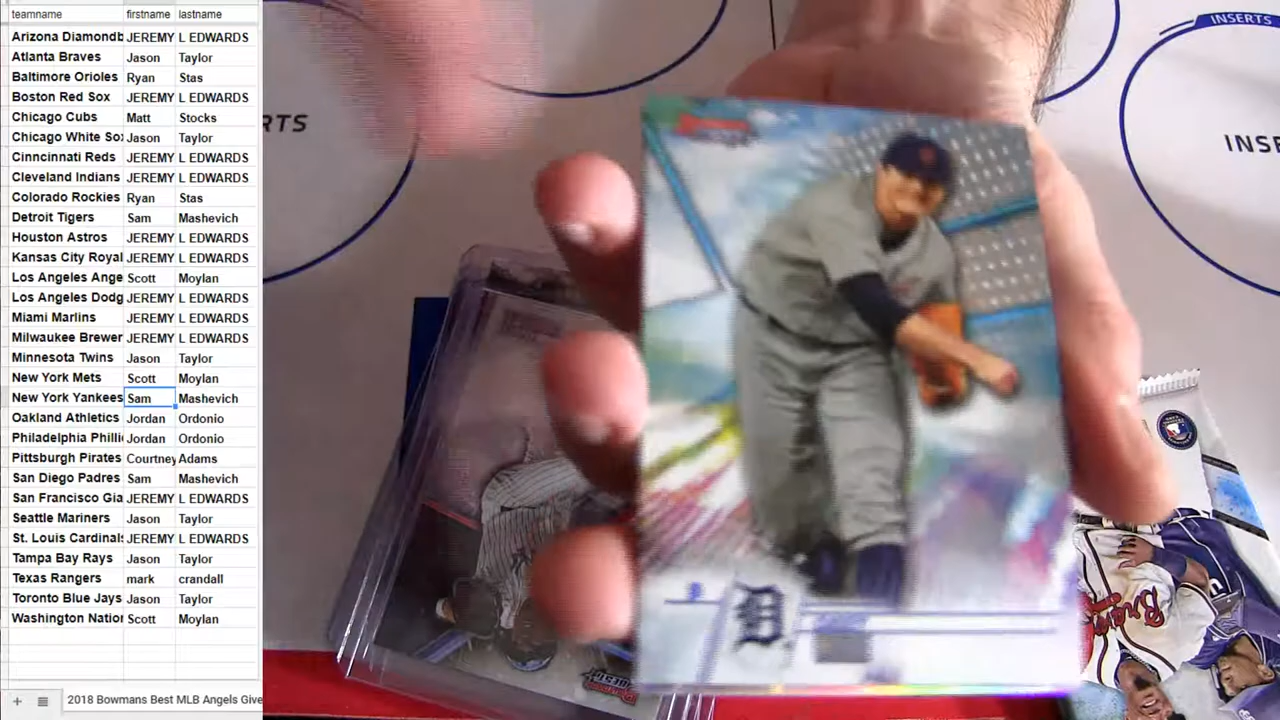 teamname firstname lastname
Arizona Diamondb JEREMY L EDWARDS
Atlanta Braves Jason Taylor
Baltimore Orioles Ryan Stas
Boston Red Sox JEREMY L EDWARDS
Chicago Cubs Matt Stocks
Chicago White So Jason Taylor
Cinncinnati Reds JEREMY L EDWARDS
Cleveland Indians JEREMY L EDWARDS
Colorado Rockies Ryan Stas
Detroit Tigers Sam Mashevich
Houston Astros JEREMY L EDWARDS
Kansas City Royal JEREMY L EDWARDS
Los Angeles Ange Scott Moylan
Los Angeles Dodg JEREMY L EDWARDS
Miami Marlins JEREMY L EDWARDS
Milwaukee Brewer JEREMY L EDWARDS
Minnesota Twins Jason Taylor
New York Mets Scott Moylan
New York Yankees Sam Mashevich
Oakland Athletics Jordan Ordonio
Philadelphia Philli Jordan Ordonio
Pittsburgh Pirates Courtney Adams
San Diego Padres Sam Mashevich
San Francisco Gia JEREMY L EDWARDS
Seattle Mariners Jason Taylor
St. Louis Cardinals JEREMY L EDWARDS
Tampa Bay Rays Jason Taylor
Texas Rangers mark crandall
Toronto Blue Jays Jason Taylor
Washington Nation Scott Moylan
2018 Bowmans Best MLB Angels Give
RTS
INSERTS
INSE
D